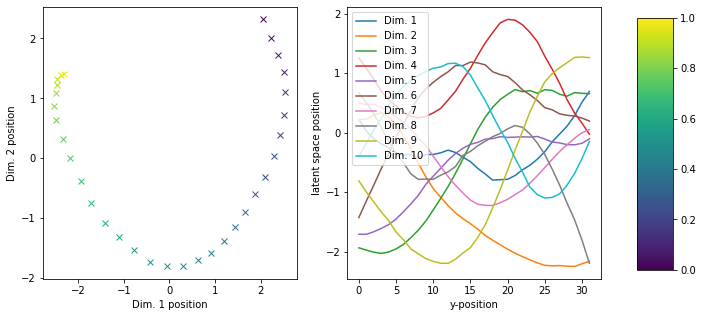 2
1
0
−1
−2
Dim. 2 position
−2
−1
0
1
2
Dim. 1 position
2
1
0
−1
−2
latent space position
Dim. 1
Dim. 2
Dim. 3
Dim. 4
Dim. 5
Dim. 6
Dim. 7
Dim. 8
Dim. 9
Dim. 10
0
5
10
15
20
25
30
y-position
1.0
0.8
0.6
0.4
0.2
0.0